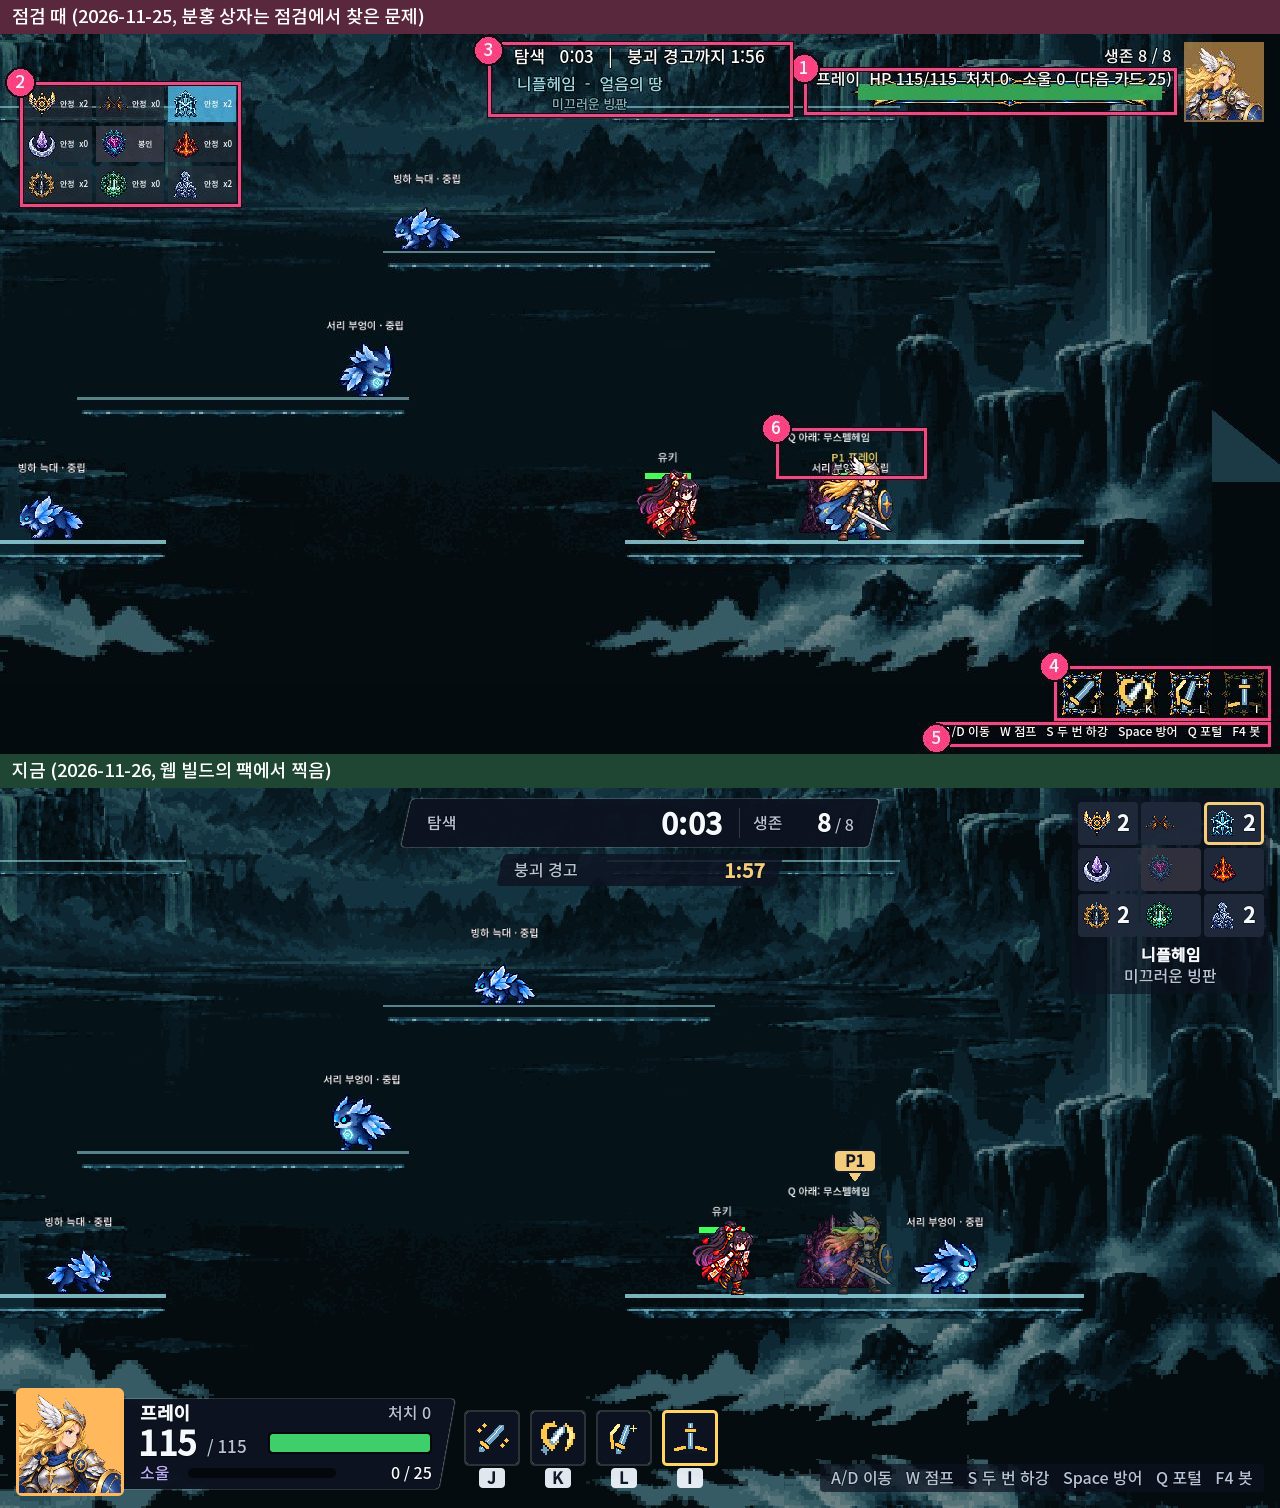 점검 때 (2026-11-25, 분홍 상자는 점검에서 찾은 문제)
3
탐색 0:03 | 붕괴 경고까지 1:56
니플헤임 - 얼음의 땅
미끄러운 빙판
생존 8 / 8
1
프레이 HP 115/115 처치 0 소울 0 (다음 카드 25)
2
안정 x2 안정 x0 안정 x2
안정 x0 봉인 안정 x0
안정 x2 안정 x0 안정 x2
빙하 늑대 · 중립
서리 부엉이 · 중립
6
Q 아래: 무스펠헤임
유키
P1 프레이
서리
빙하 늑대 · 중립
4
J K L I
5
/D 이동 W 점프 S 두 번 하강 Space 방어 Q 포털 F4 봇
지금 (2026-11-26, 웹 빌드의 팩에서 찍음)
탐색 0:03 생존 8 / 8
붕괴 경고 1:57
2 2
2 2
니플헤임
미끄러운 빙판
빙하 늑대 · 중립
서리 부엉이 · 중립
P1
Q 아래: 무스펠헤임
유키
서리 부엉이 · 중립
빙하 늑대 · 중립
프레이 처치 0
115 / 115
소울 0 / 25
J K L I
A/D 이동 W 점프 S 두 번 하강 Space 방어 Q 포털 F4 봇